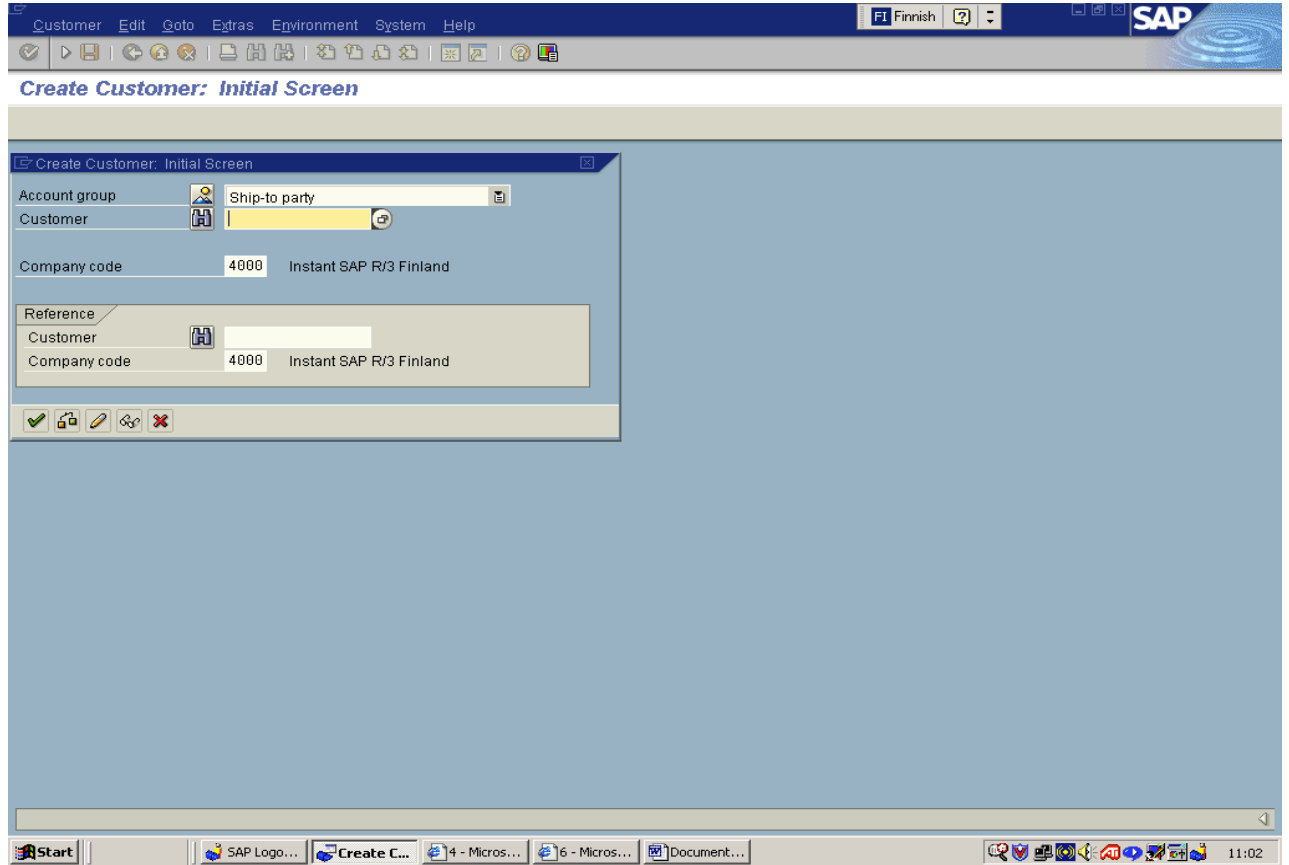 Customer Edit Goto Extras Environment System Help
FI Finnish
SAP
Create Customer: Initial Screen
Create Customer: Initial Screen
Account group Ship-to party
Customer
Company code 4000 Instant SAP R/3 Finland
Reference
Customer
Company code 4000 Instant SAP R/3 Finland
Start SAP Logo... Create C... 4 - Micros... 6 - Micros... Document... 11:02